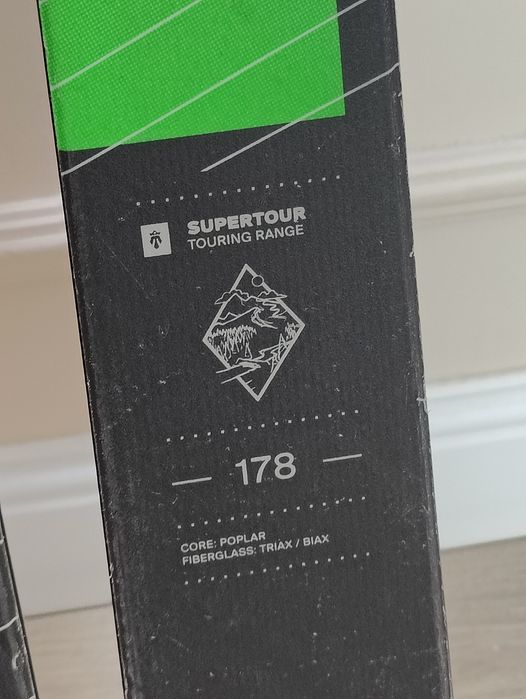 SUPERTOUR
TOURING RANGE
178
CORE: POPLAR
FIBERGLASS: TRIAX / BIAX